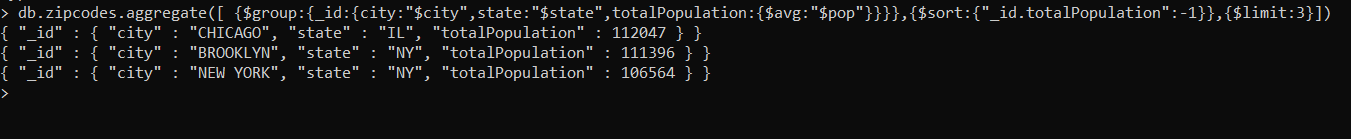 > db.zipcodes.aggregate([ {$group:{_id:{city:"$city",state:"$state",totalPopulation:{$avg:"$pop"}}}},{$sort:{"_id.totalPopulation":-1}},{$limit:3}])
{ "_id" : { "city" : "CHICAGO", "state" : "IL", "totalPopulation" : 112047 } }
{ "_id" : { "city" : "BROOKLYN", "state" : "NY", "totalPopulation" : 111396 } }
{ "_id" : { "city" : "NEW YORK", "state" : "NY", "totalPopulation" : 106564 } }
>